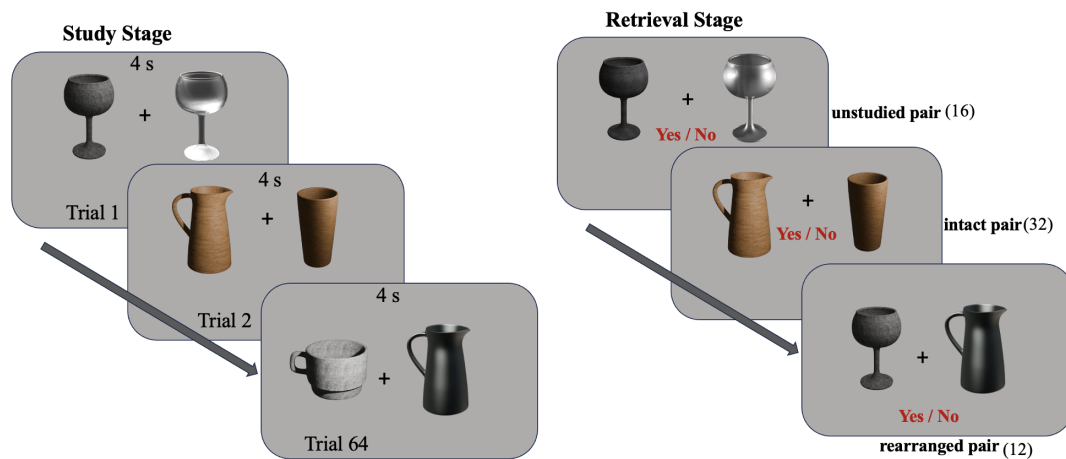 Study Stage
4 s
+
Trial 1
4 s
+
Trial 2
4 s
+
Trial 64
Retrieval Stage
+
Yes / No
unstudied pair (16)
+
Yes / No
intact pair (32)
+
Yes / No
rearranged pair (12)